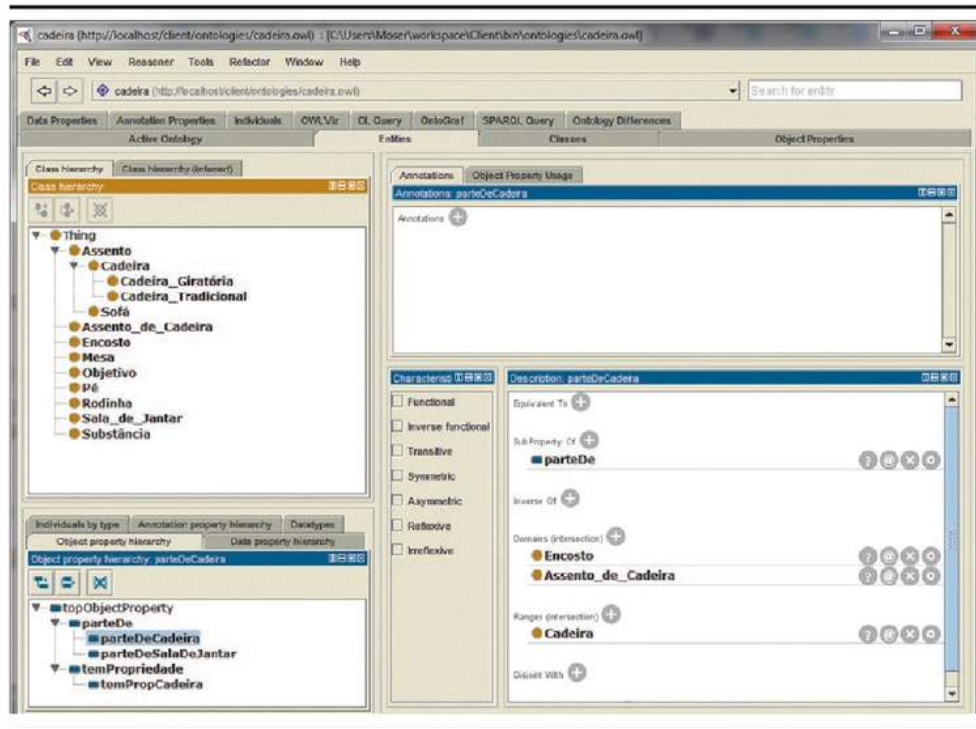 cadeira (http://localhost/client/ontologies/cadeira.owl) : [C:\Users\Moser\workspace\Client\bin\ontologies\cadeira.owl]
File Edit View Reasoner Tools Refactor Window Help
cadeira (http://localhost/client/ontologies/cadeira.owl)
Search for entity
Data Properties Annotation Properties Individuals OWLViz DL Query OntoGraf SPARQL Query Ontology Differences
Active Ontology Entities Classes Object Properties
Class hierarchy Class hierarchy (inferred)
Class hierarchy:
Thing
Assento
Cadeira
Cadeira_Giratória
Cadeira_Tradicional
Sofá
Assento_de_Cadeira
Encosto
Mesa
Objetivo
Pé
Rodinha
Sala_de_Jantar
Substância
Individuals by type Annotation property hierarchy Datatypes
Object property hierarchy Data property hierarchy
Object property hierarchy: parteDeCadeira
topObjectProperty
parteDe
parteDeCadeira
parteDeSalaDeJantar
temPropriedade
temPropCadeira
Annotations Object Property Usage
Annotations: parteDeCadeira
Annotations
Characterist
Functional
Inverse functional
Transitive
Symmetric
Asymmetric
Reflexive
Irreflexive
Description: parteDeCadeira
Equivalent To
SubProperty Of
parteDe
Inverse Of
Domains (intersection)
Encosto
Assento_de_Cadeira
Ranges (intersection)
Cadeira
Disjoint With